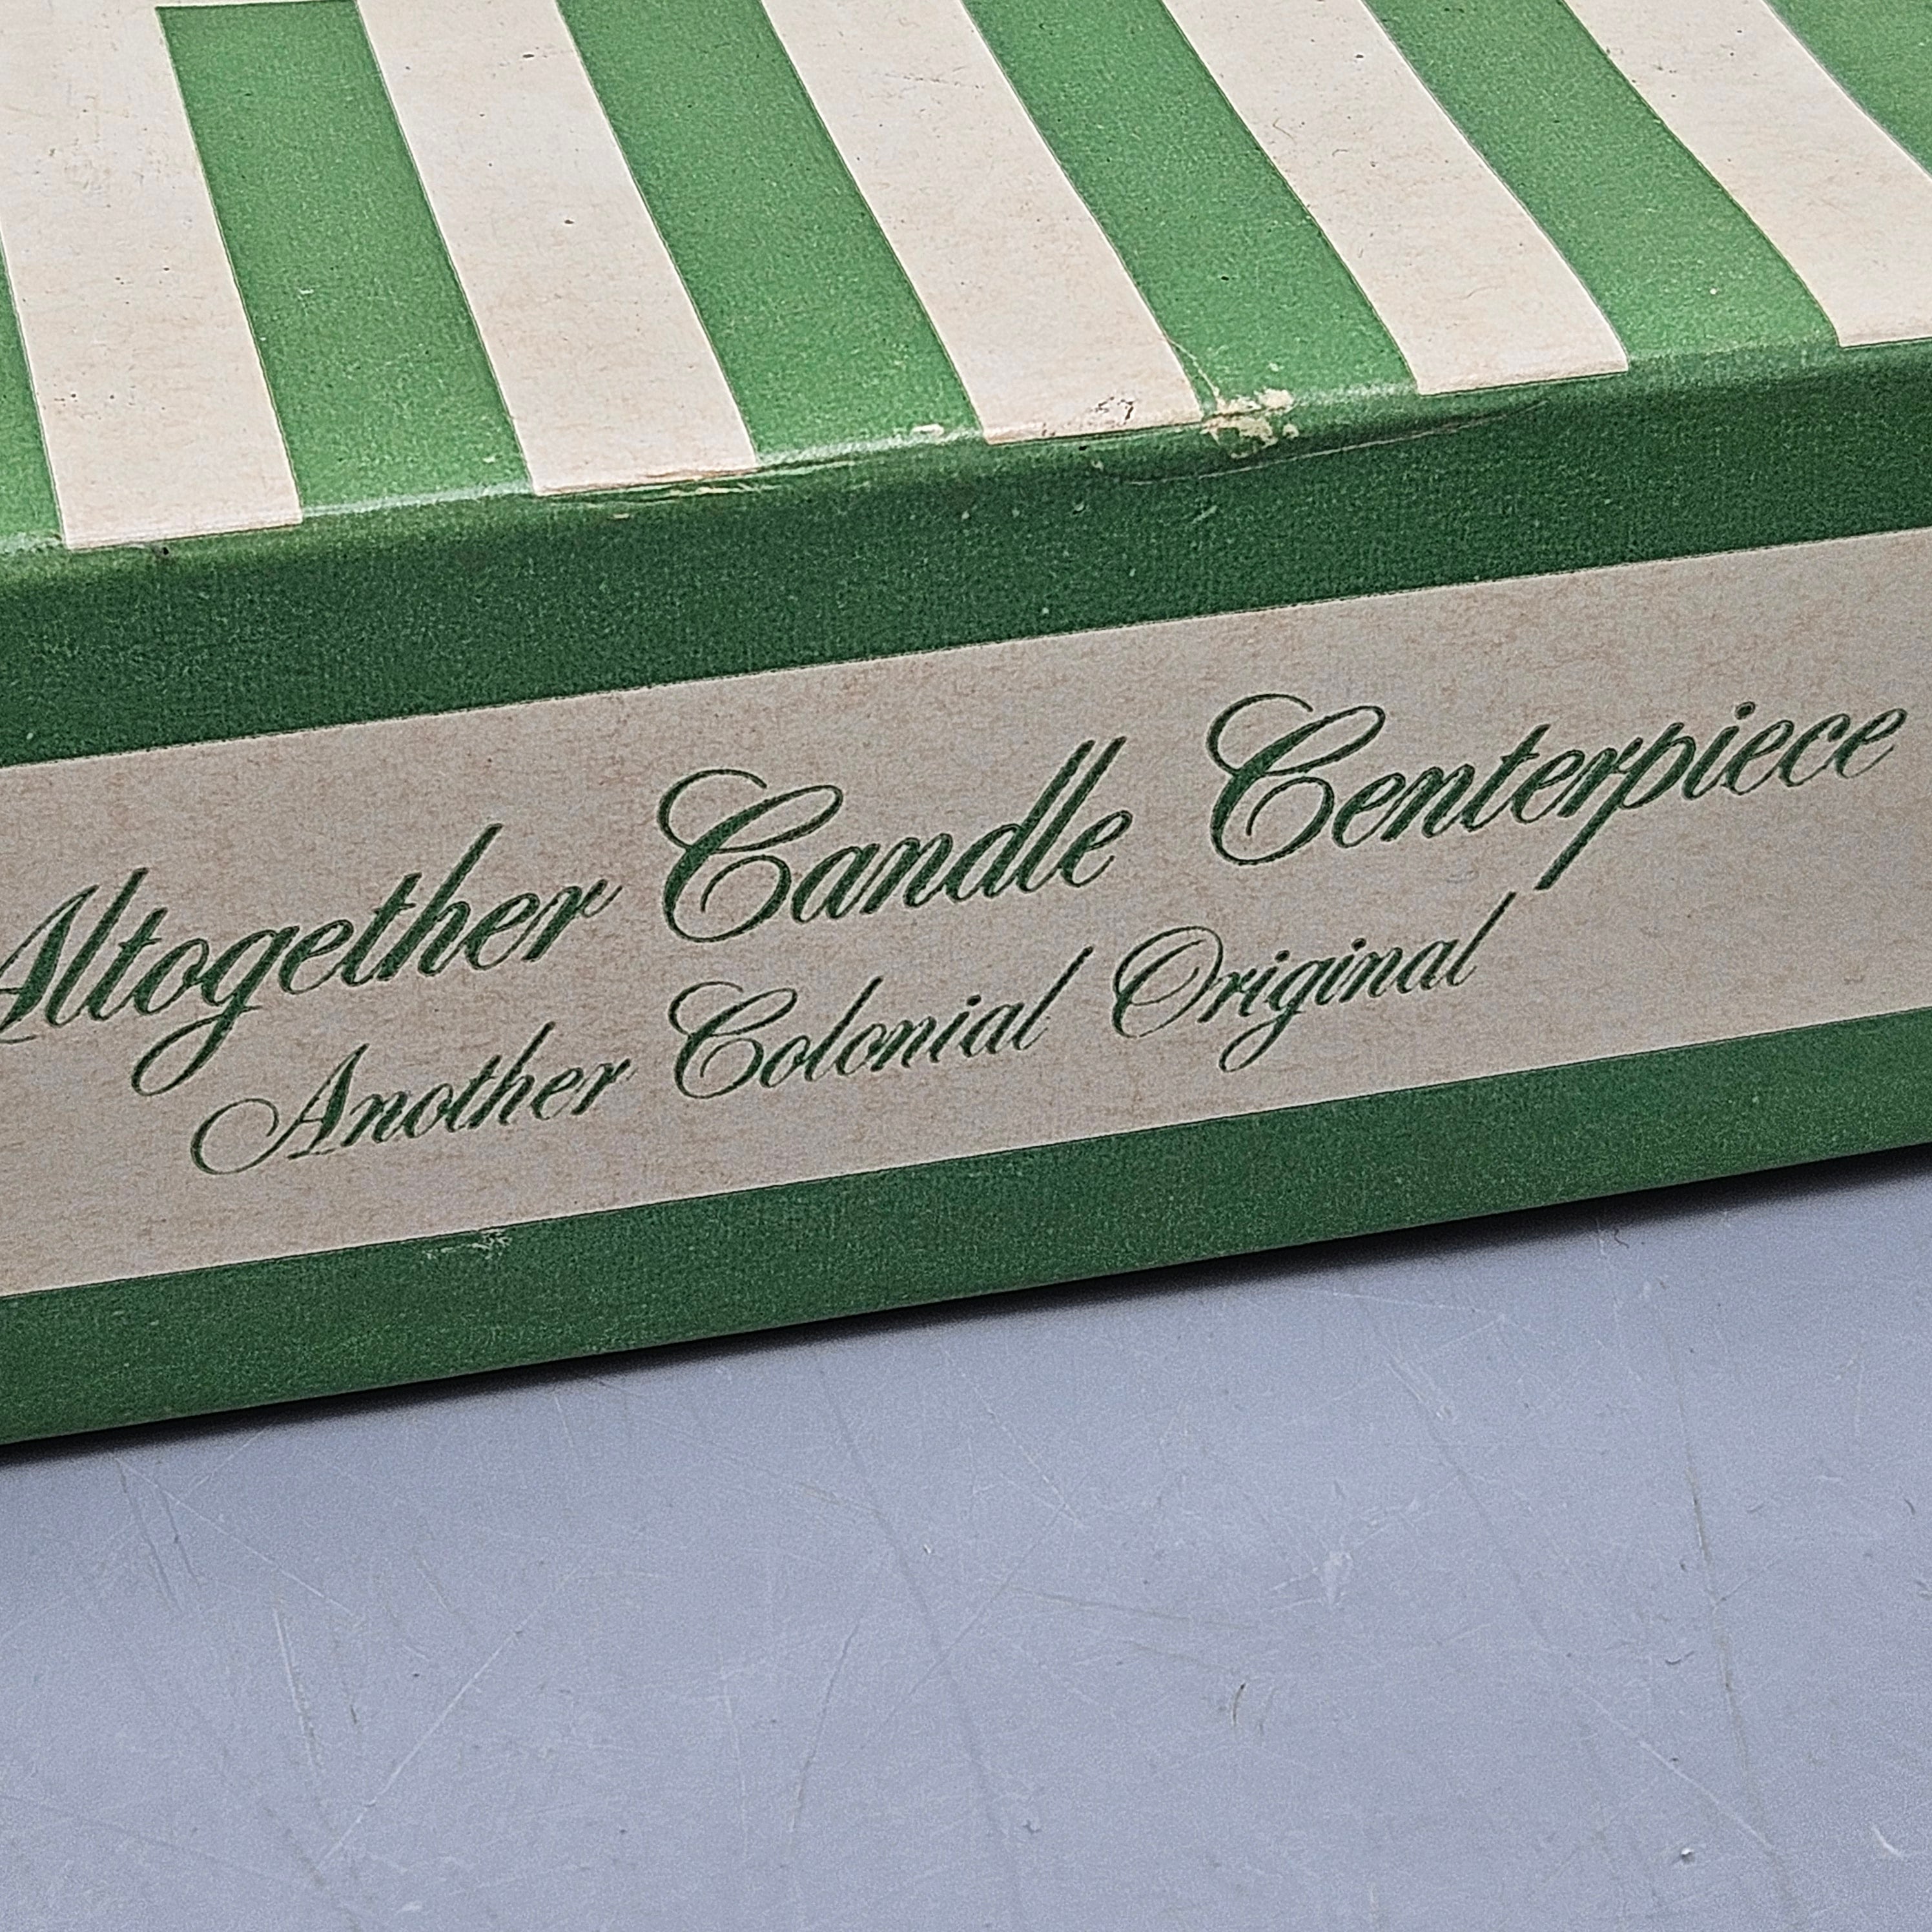 Altogether Candle Centerpiece
Another Colonial Original